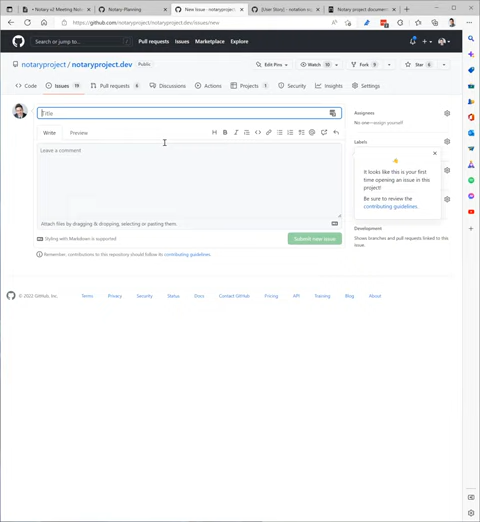 • Notary v2 Meeting Not
Notary-Planning
New Issue · notaryproject
[User Story] - notation su
Notary project document
https://github.com/notaryproject/notaryproject.dev/issues/new
Search or jump to... /
Pull requests Issues Marketplace Explore
notaryproject / notaryproject.dev Public
Edit Pins Watch 10 Fork 9 Star 6
Code Issues 19 Pull requests 6 Discussions Actions Projects 1 Security Insights Settings
Title
Write Preview
Leave a comment
Attach files by dragging & dropping, selecting or pasting them.
Styling with Markdown is supported
Submit new issue
Remember, contributions to this repository should follow its contributing guidelines.
Assignees
No one—assign yourself
Labels
It looks like this is your first time opening an issue in this project!
Be sure to review the contributing guidelines.
Development
Shows branches and pull requests linked to this issue.
© 2022 GitHub, Inc. Terms Privacy Security Status Docs Contact GitHub Pricing API Training Blog About